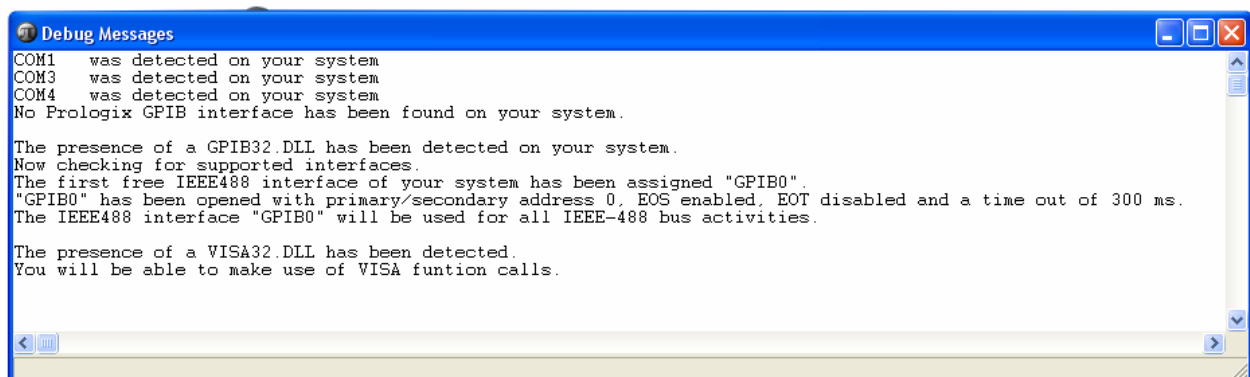 Debug Messages
COM1 was detected on your system
COM3 was detected on your system
COM4 was detected on your system
No Prologix GPIB interface has been found on your system.
The presence of a GPIB32.DLL has been detected on your system.
Now checking for supported interfaces.
The first free IEEE488 interface of your system has been assigned "GPIB0".
"GPIB0" has been opened with primary/secondary address 0, EOS enabled, EOT disabled and a time out of 300 ms.
The IEEE488 interface "GPIB0" will be used for all IEEE-488 bus activities.
The presence of a VISA32.DLL has been detected.
You will be able to make use of VISA funtion calls.